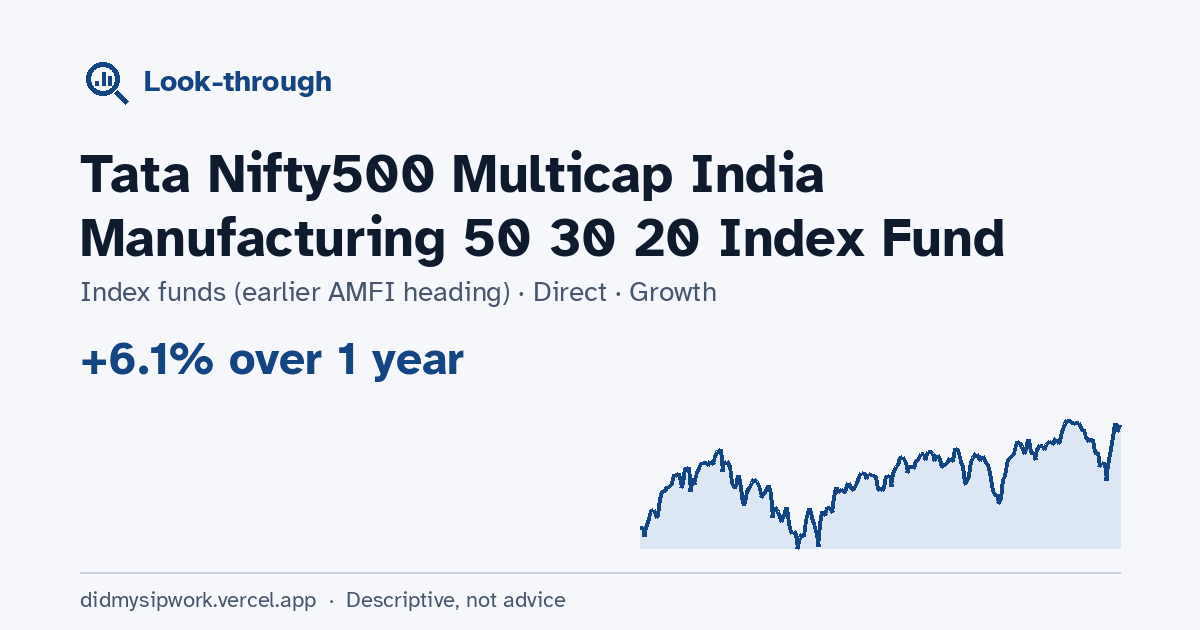 Look-through
Tata Nifty500 Multicap India
Manufacturing 50 30 20 Index Fund
Index funds (earlier AMFI heading) · Direct · Growth
+6.1% over 1 year
didmysipwork.vercel.app · Descriptive, not advice